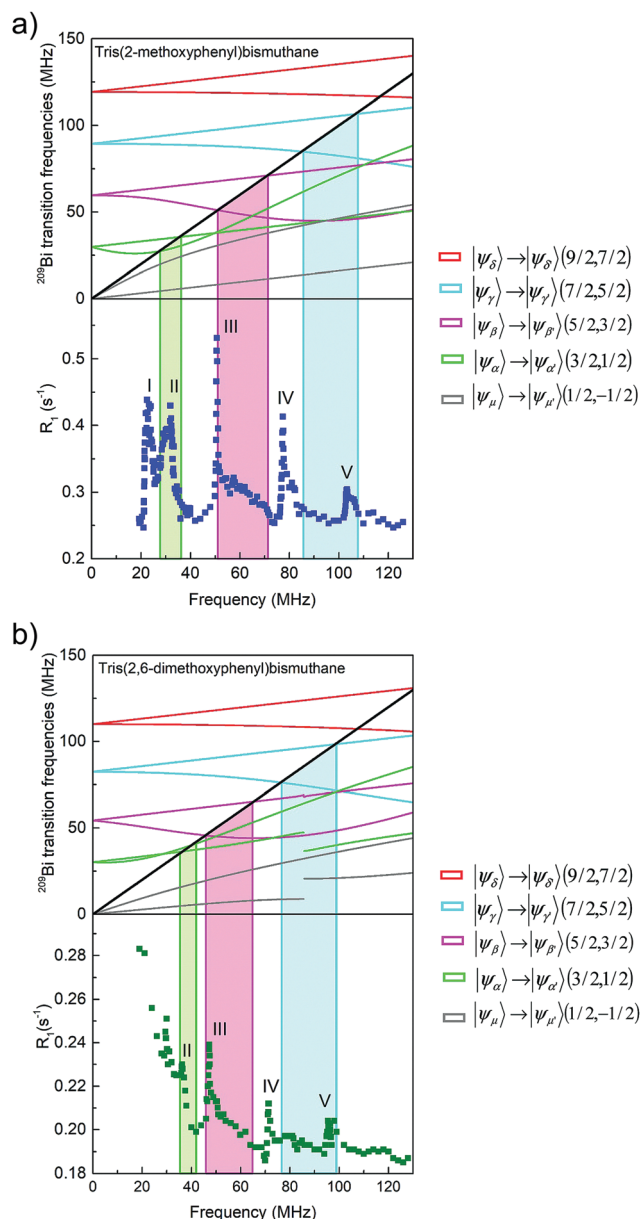 a)
150
Tris(2-methoxyphenyl)bismuthane
100
50
0
²⁰⁹Bi transition frequencies (MHz)
|ψδ⟩→|ψδ'⟩(9/2,7/2)
|ψγ⟩→|ψγ'⟩(7/2,5/2)
|ψβ⟩→|ψβ'⟩(5/2,3/2)
|ψα⟩→|ψα'⟩(3/2,1/2)
|ψμ⟩→|ψμ'⟩(1/2,−1/2)
I
II
III
IV
V
0.5
0.4
0.3
0.2
R₁ (s⁻¹)
0 20 40 60 80 100 120
Frequency (MHz)
b)
150
Tris(2,6-dimethoxyphenyl)bismuthane
100
50
0
²⁰⁹Bi transition frequencies (MHz)
|ψδ⟩→|ψδ'⟩(9/2,7/2)
|ψγ⟩→|ψγ'⟩(7/2,5/2)
|ψβ⟩→|ψβ'⟩(5/2,3/2)
|ψα⟩→|ψα'⟩(3/2,1/2)
|ψμ⟩→|ψμ'⟩(1/2,−1/2)
II
III
IV
V
0.28
0.26
0.24
0.22
0.20
0.18
R₁(s⁻¹)
0 20 40 60 80 100 120
Frequency (MHz)